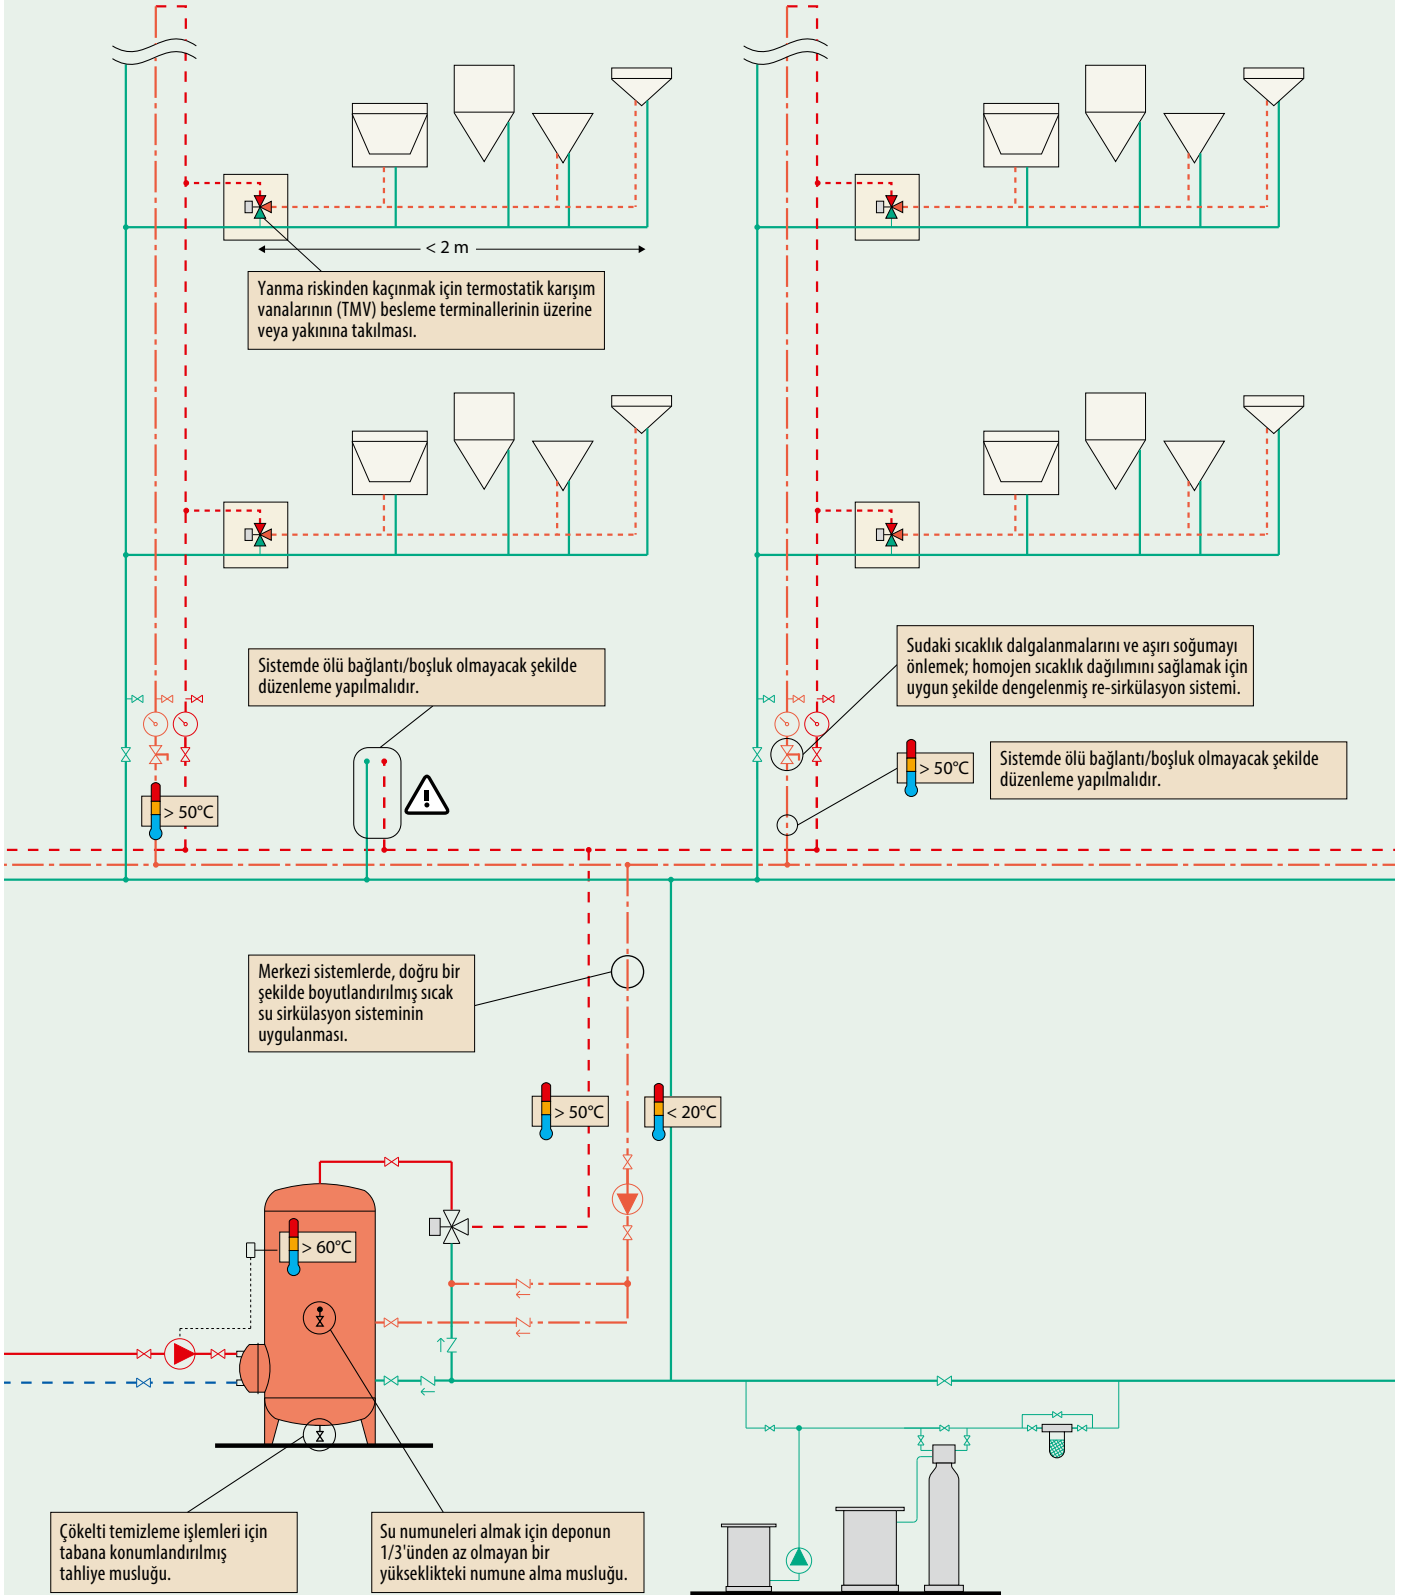 < 2 m
Yanma riskinden kaçınmak için termostatik karışım
vanalarının (TMV) besleme terminallerinin üzerine
veya yakınına takılması.
Sistemde ölü bağlantı/boşluk olmayacak şekilde
düzenleme yapılmalıdır.
Sudaki sıcaklık dalgalanmalarını ve aşırı soğumayı
önlemek; homojen sıcaklık dağılımını sağlamak için
uygun şekilde dengelenmiş re-sirkülasyon sistemi.
> 50°C
Sistemde ölü bağlantı/boşluk olmayacak şekilde
düzenleme yapılmalıdır.
> 50°C
!
Merkezi sistemlerde, doğru bir
şekilde boyutlandırılmış sıcak
su sirkülasyon sisteminin
uygulanması.
> 50°C
< 20°C
> 60°C
Çökelti temizleme işlemleri için
tabana konumlandırılmış
tahliye musluğu.
Su numuneleri almak için deponun
1/3'ünden az olmayan bir
yükseklikteki numune alma musluğu.